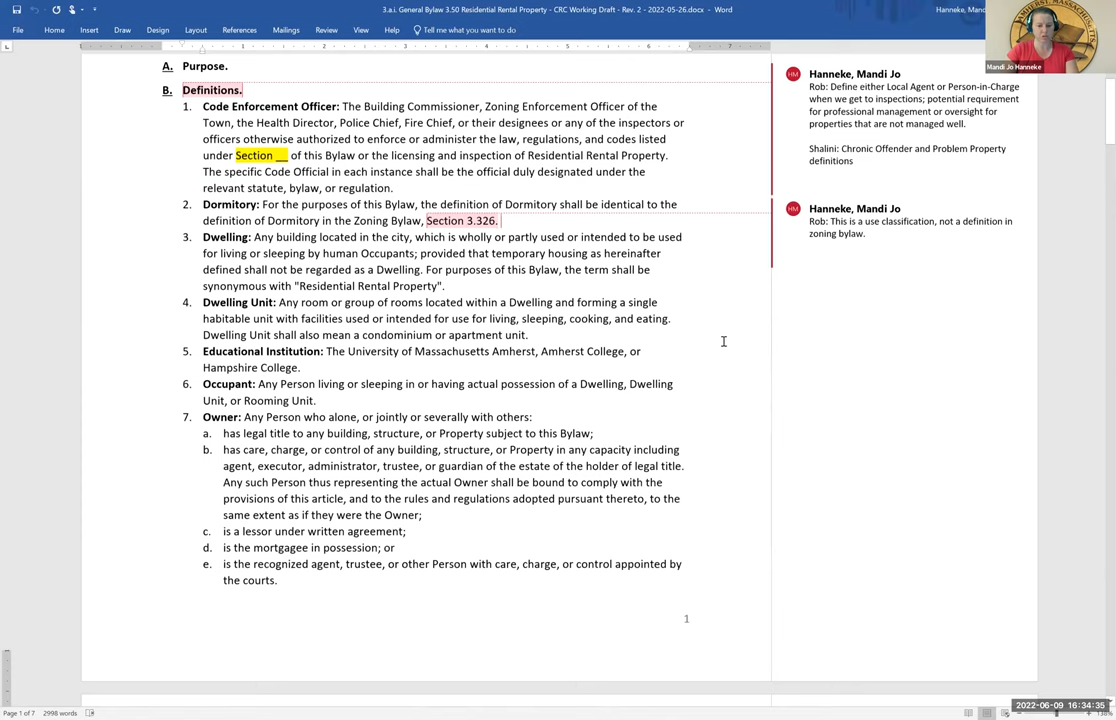 3.a.i. General Bylaw 3.50 Residential Rental Property - CRC Working Draft - Rev. 2 - 2022-05-26.docx - Word
Hanneke, Mand
File Home Insert Draw Design Layout References Mailings Review View Help Tell me what you want to do
Mandi Jo Hanneke
A. Purpose.
B. Definitions.
1. Code Enforcement Officer: The Building Commissioner, Zoning Enforcement Officer of the
Town, the Health Director, Police Chief, Fire Chief, or their designees or any of the inspectors or
officers otherwise authorized to enforce or administer the law, regulations, and codes listed
under Section __ of this Bylaw or the licensing and inspection of Residential Rental Property.
The specific Code Official in each instance shall be the official duly designated under the
relevant statute, bylaw, or regulation.
2. Dormitory: For the purposes of this Bylaw, the definition of Dormitory shall be identical to the
definition of Dormitory in the Zoning Bylaw, Section 3.326.
3. Dwelling: Any building located in the city, which is wholly or partly used or intended to be used
for living or sleeping by human Occupants; provided that temporary housing as hereinafter
defined shall not be regarded as a Dwelling. For purposes of this Bylaw, the term shall be
synonymous with "Residential Rental Property".
4. Dwelling Unit: Any room or group of rooms located within a Dwelling and forming a single
habitable unit with facilities used or intended for use for living, sleeping, cooking, and eating.
Dwelling Unit shall also mean a condominium or apartment unit.
5. Educational Institution: The University of Massachusetts Amherst, Amherst College, or
Hampshire College.
6. Occupant: Any Person living or sleeping in or having actual possession of a Dwelling, Dwelling
Unit, or Rooming Unit.
7. Owner: Any Person who alone, or jointly or severally with others:
a. has legal title to any building, structure, or Property subject to this Bylaw;
b. has care, charge, or control of any building, structure, or Property in any capacity including
agent, executor, administrator, trustee, or guardian of the estate of the holder of legal title.
Any such Person thus representing the actual Owner shall be bound to comply with the
provisions of this article, and to the rules and regulations adopted pursuant thereto, to the
same extent as if they were the Owner;
c. is a lessor under written agreement;
d. is the mortgagee in possession; or
e. is the recognized agent, trustee, or other Person with care, charge, or control appointed by
the courts.
1
HM Hanneke, Mandi Jo
Rob: Define either Local Agent or Person-in-Charge
when we get to inspections; potential requirement
for professional management or oversight for
properties that are not managed well.
Shalini: Chronic Offender and Problem Property
definitions
HM Hanneke, Mandi Jo
Rob: This is a use classification, not a definition in
zoning bylaw.
Page 1 of 7 2998 words
2022-06-09 16:34:35